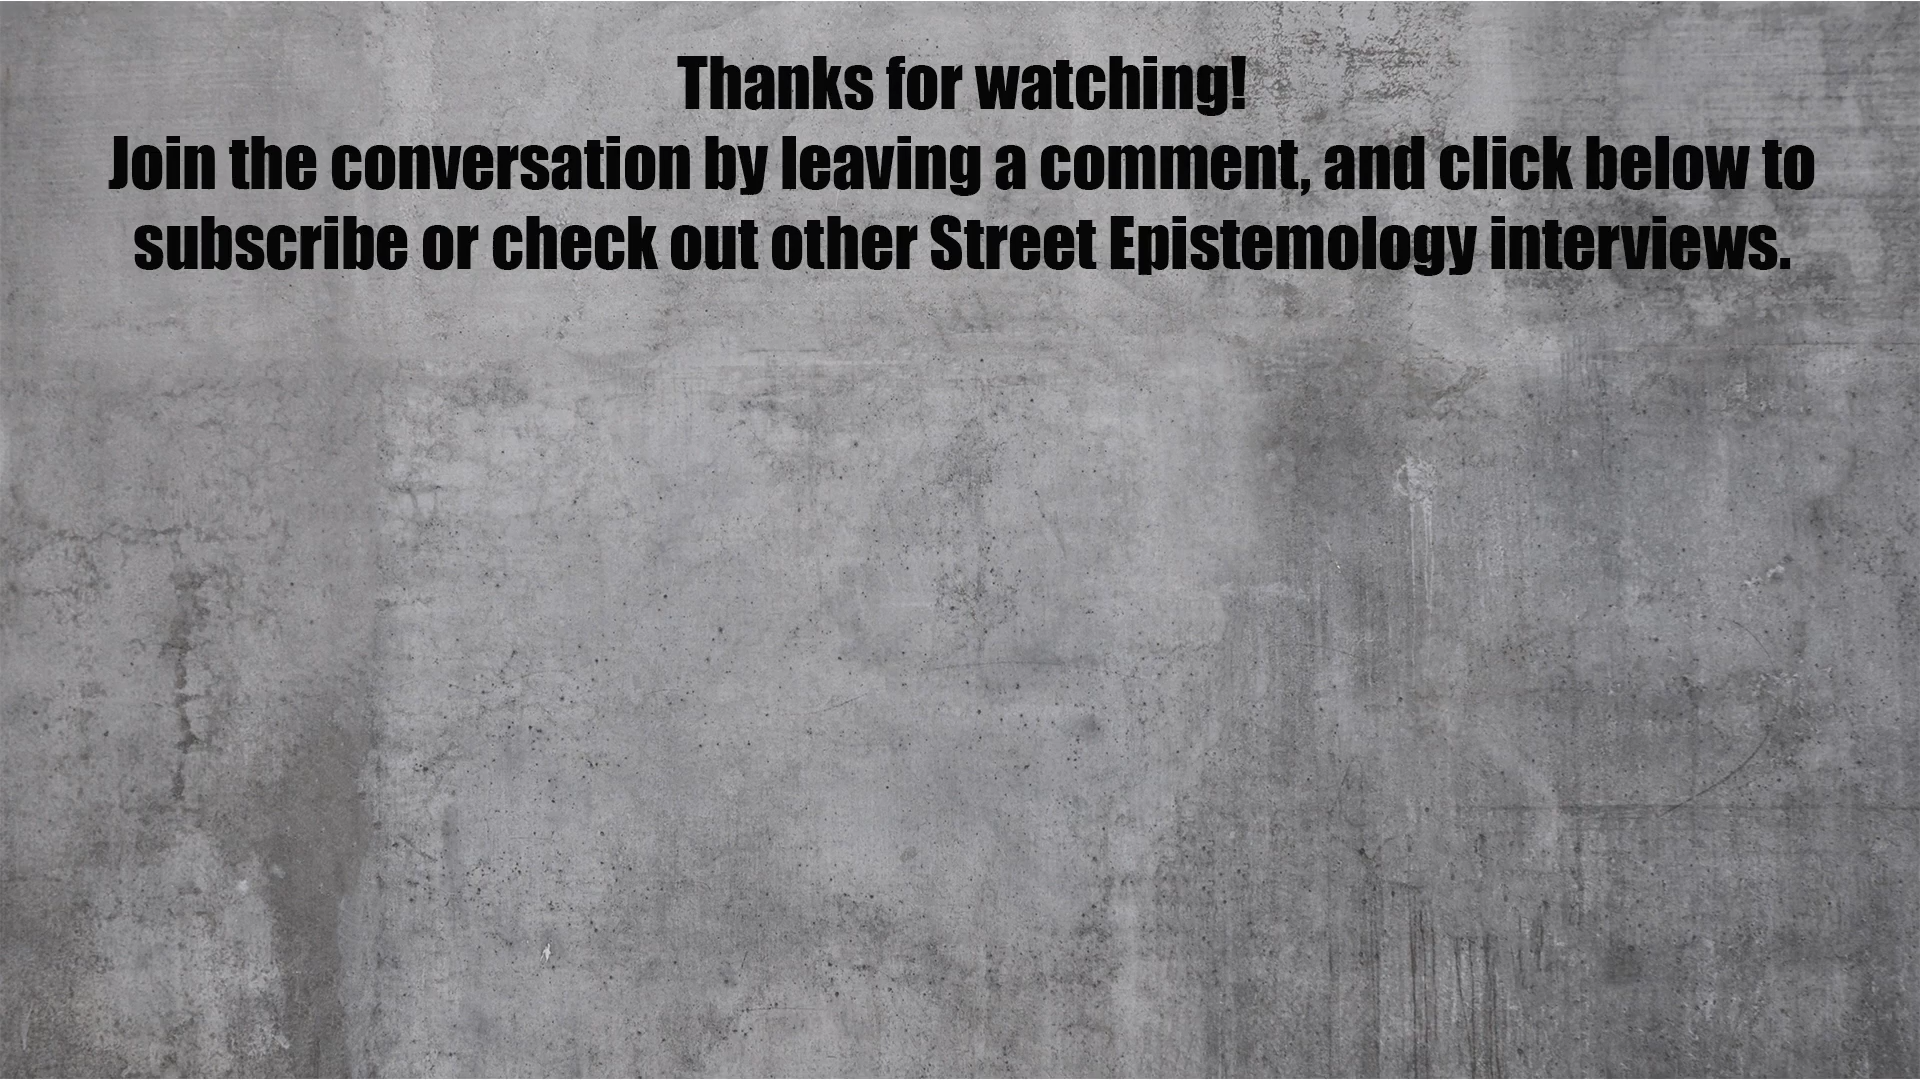 Thanks for watching!
Join the conversation by leaving a comment, and click below to
subscribe or check out other Street Epistemology interviews.